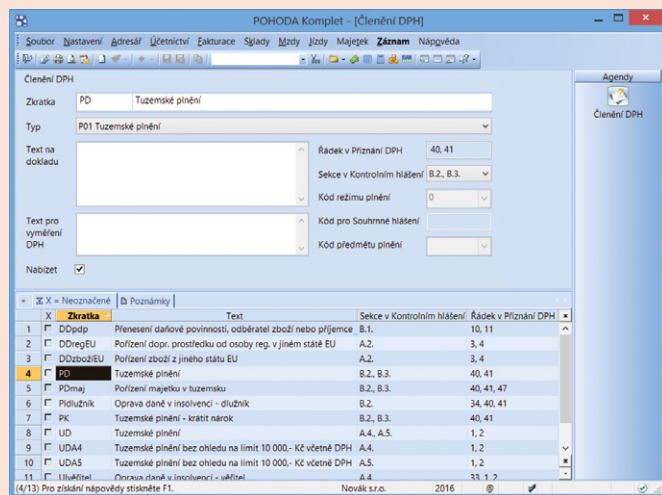 POHODA Komplet - [Členění DPH]
Soubor Nastavení Adresář Účetnictví Fakturace Sklady Mzdy Jízdy Majetek Záznam Nápověda
Agendy
Členění DPH
Členění DPH
Zkratka PD Tuzemské plnění
Typ P01 Tuzemské plnění
Text na dokladu
Řádek v Přiznání DPH 40, 41
Sekce v Kontrolním hlášení B.2., B.3.
Kód režimu plnění 0
Text pro vyměření DPH
Kód pro Souhrnné hlášení
Kód předmětu plnění
Nabízet
X = Neoznačené Poznámky
X Zkratka Text Sekce v Kontrolním hlášení Řádek v Přiznání DPH
1 DDpdp Přenesení daňové povinnosti, odběratel zboží nebo příjemce B.1. 10, 11
2 DDregEU Pořízení dopr. prostředku od osoby reg. v jiném státě EU A.2. 3, 4
3 DDzbožíEU Pořízení zboží z jiného státu EU A.2. 3, 4
4 PD Tuzemské plnění B.2., B.3. 40, 41
5 PDmaj Pořízení majetku v tuzemsku B.2., B.3. 40, 41, 47
6 PIdlužník Oprava daně v insolvenci - dlužník B.2. 34, 40, 41
7 PK Tuzemské plnění - krátit nárok B.2., B.3. 40, 41
8 UD Tuzemské plnění A.4., A.5. 1, 2
9 UDA4 Tuzemské plnění bez ohledu na limit 10 000,- Kč včetně DPH A.4. 1, 2
10 UDA5 Tuzemské plnění bez ohledu na limit 10 000,- Kč včetně DPH A.5. 1, 2
11 UIvěřitel Oprava daně v insolvenci - věřitel A.4. 33, 1, 2
(4/13) Pro získání nápovědy stiskněte F1. Novák s.r.o. 2016 @